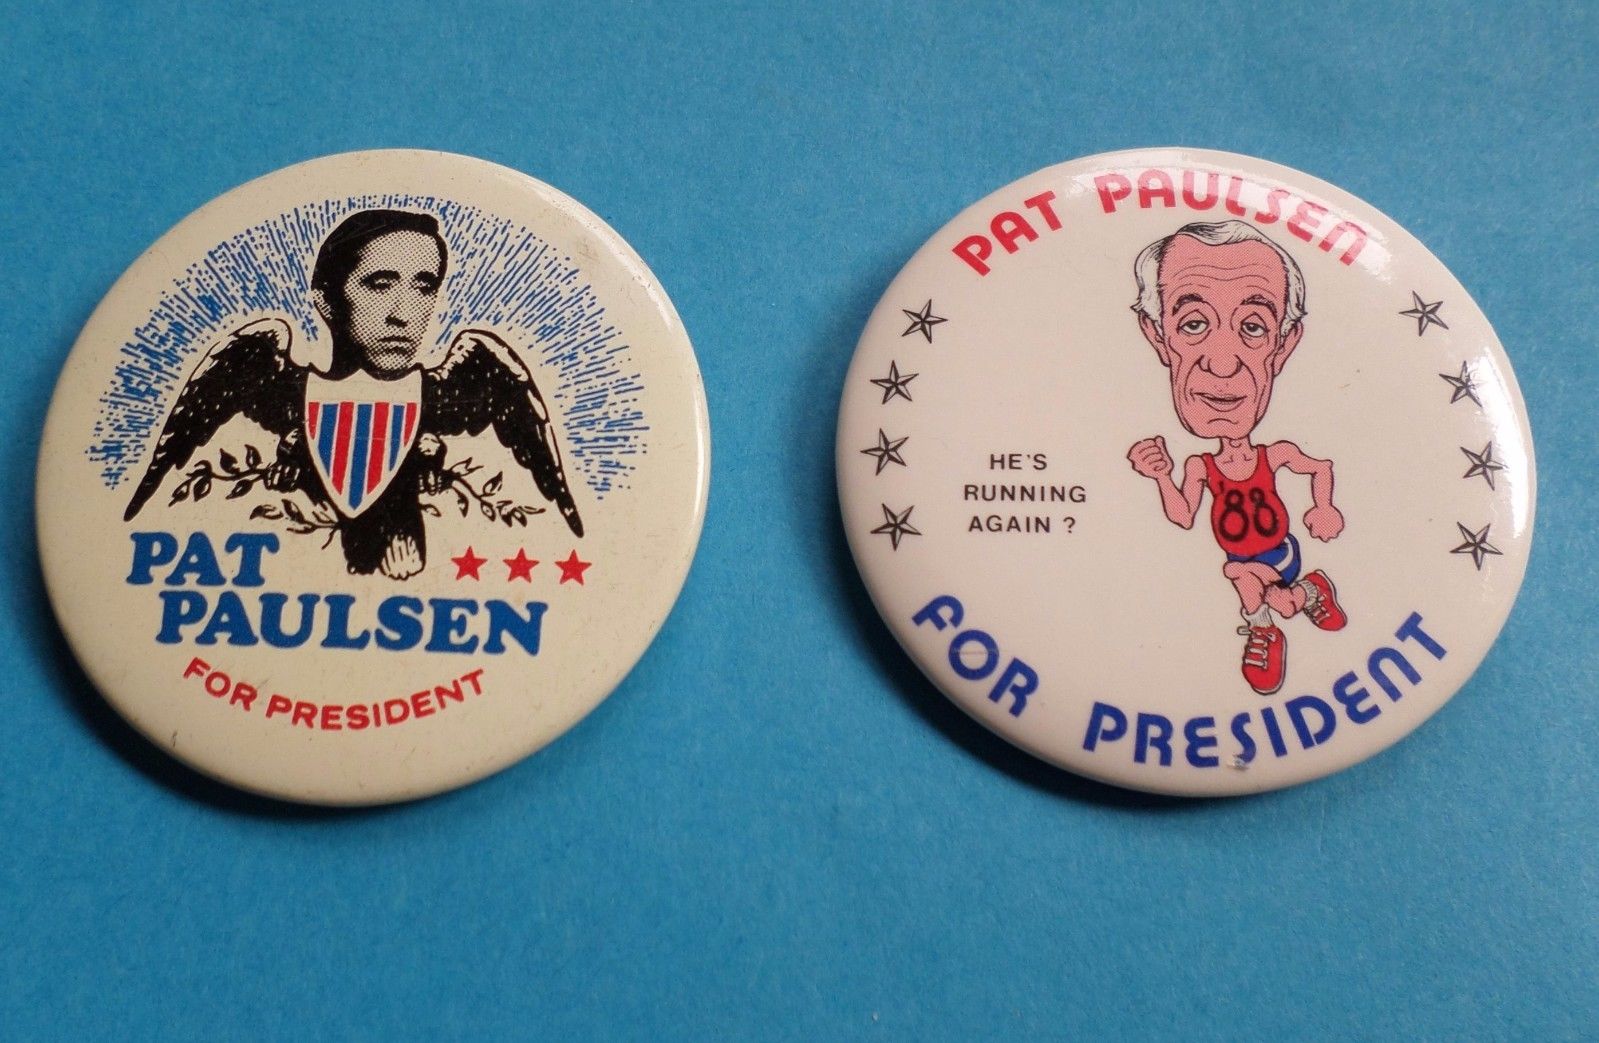 PAT
PAULSEN
FOR PRESIDENT
PAT PAULSEN
HE'S
RUNNING
AGAIN ?
'88
FOR PRESIDENT